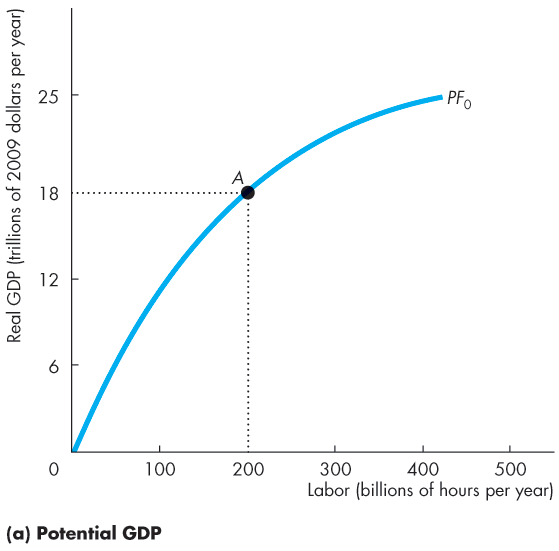 Real GDP (trillions of 2009 dollars per year)
25
18
12
6
0
A
PF₀
100
200
300
400
500
Labor (billions of hours per year)
(a) Potential GDP